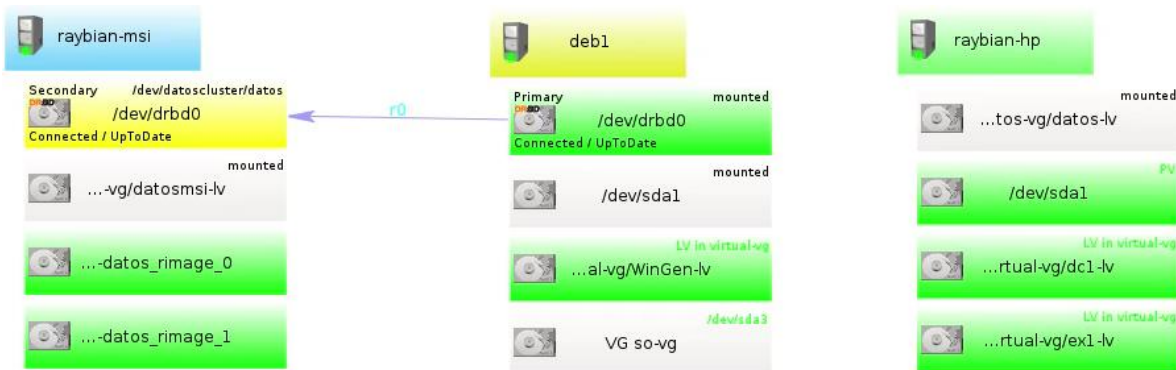 raybian-msi
Secondary /dev/datoscluster/datos
DRBD
/dev/drbd0
Connected / UpToDate
mounted
...-vg/datosmsi-lv
...-datos_rimage_0
...-datos_rimage_1
r0
deb1
Primary mounted
DRBD
/dev/drbd0
Connected / UpToDate
mounted
/dev/sda1
LV in virtual-vg
...al-vg/WinGen-lv
/dev/sda3
VG so-vg
raybian-hp
mounted
...tos-vg/datos-lv
PV
/dev/sda1
LV in virtual-vg
...rtual-vg/dc1-lv
LV in virtual-vg
...rtual-vg/ex1-lv